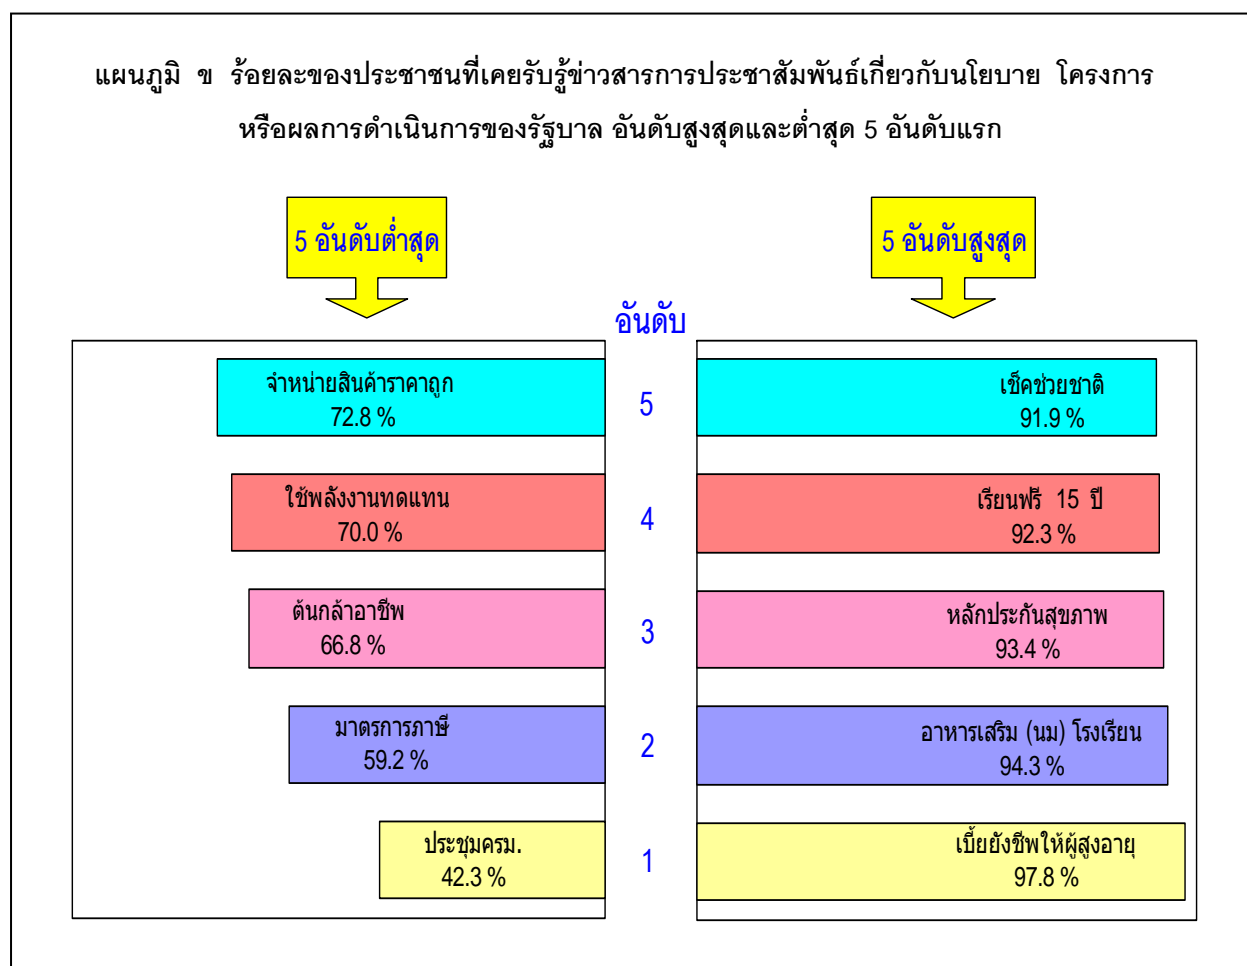 แผนภูมิ ข ร้อยละของประชาชนที่เคยรับรู้ข่าวสารการประชาสัมพันธ์เกี่ยวกับนโยบาย โครงการ
หรือผลการดำเนินการของรัฐบาล อันดับสูงสุดและต่ำสุด 5 อันดับแรก
5 อันดับต่ำสุด
5 อันดับสูงสุด
อันดับ
จำหน่ายสินค้าราคาถูก
72.8 %
5
เช็คช่วยชาติ
91.9 %
ใช้พลังงานทดแทน
70.0 %
4
เรียนฟรี 15 ปี
92.3 %
ต้นกล้าอาชีพ
66.8 %
3
หลักประกันสุขภาพ
93.4 %
มาตรการภาษี
59.2 %
2
อาหารเสริม (นม) โรงเรียน
94.3 %
ประชุมครม.
42.3 %
1
เบี้ยยังชีพให้ผู้สูงอายุ
97.8 %